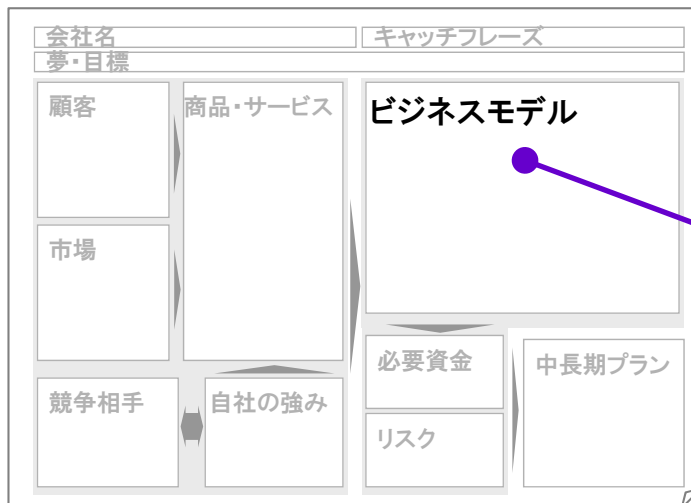 会社名
キャッチフレーズ
夢・目標
顧客
商品・サービス
ビジネスモデル
市場
必要資金
中長期プラン
競争相手
自社の強み
リスク